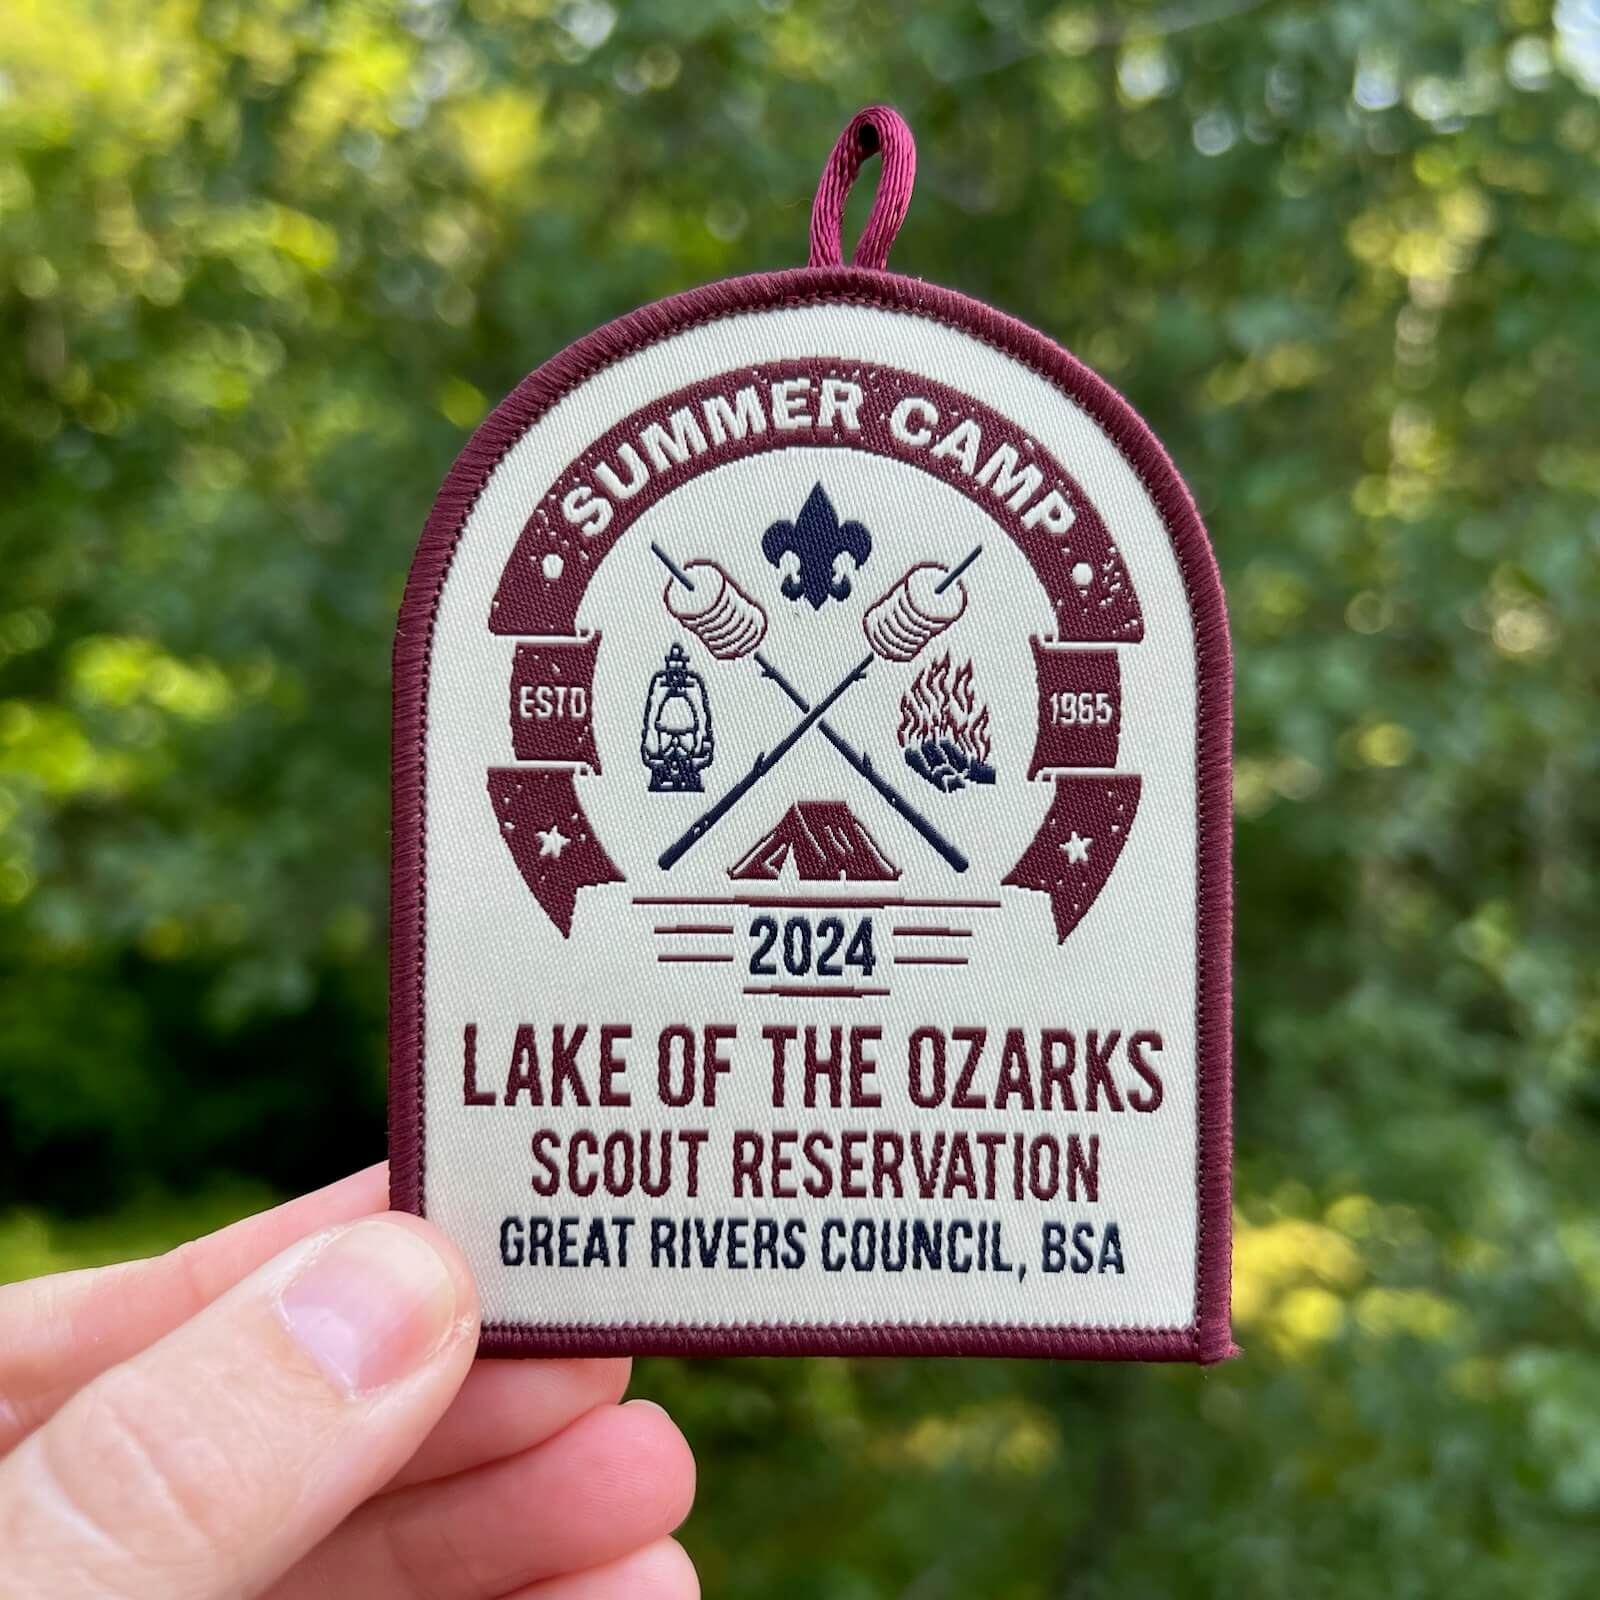 SUMMER CAMP
ESTD 1965
2024
LAKE OF THE OZARKS
SCOUT RESERVATION
GREAT RIVERS COUNCIL, BSA